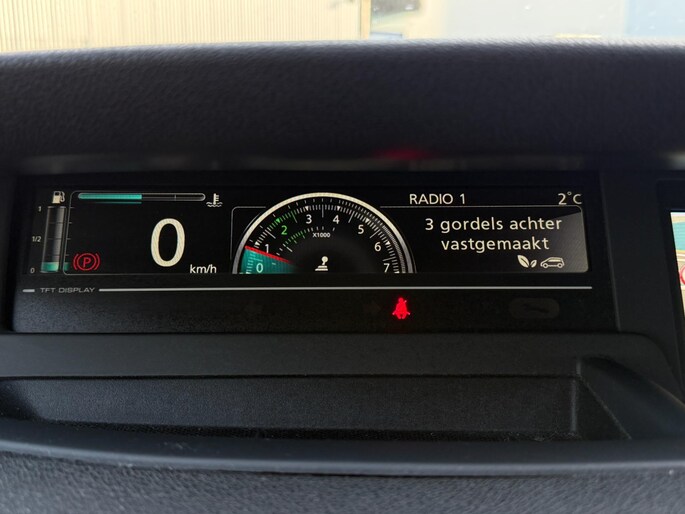 RADIO 1
2°C
3 gordels achter
vastgemaakt
1
1/2
0
(P)
0
km/h
0 1 2 3 4 5 6 7
X1000
TFT DISPLAY